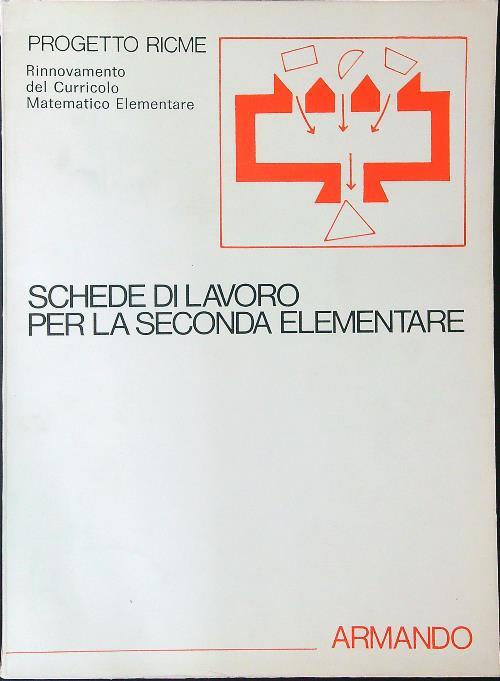 PROGETTO RICME
Rinnovamento
del Curricolo
Matematico Elementare
SCHEDE DI LAVORO
PER LA SECONDA ELEMENTARE
ARMANDO